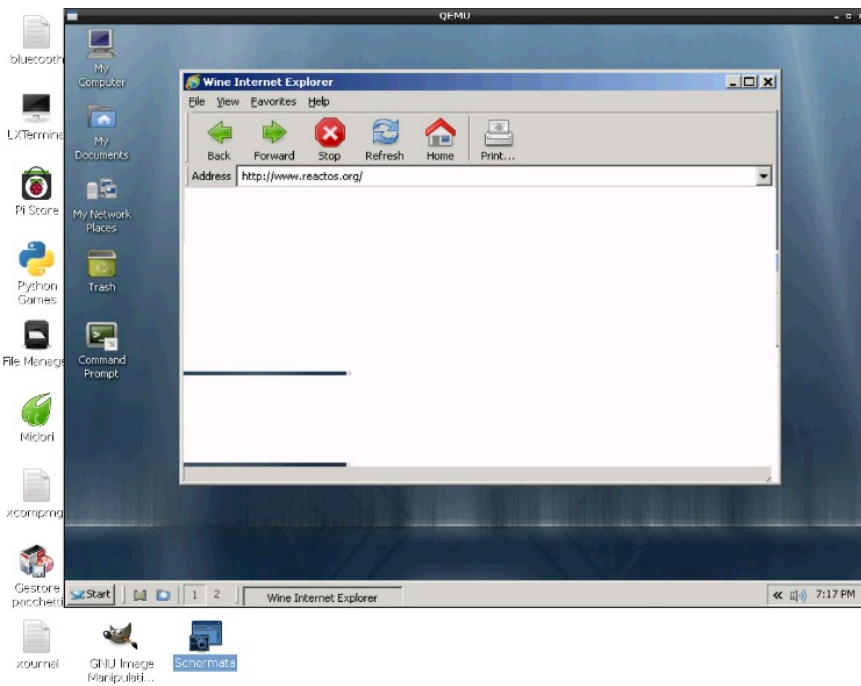 QEMU
bluetooth
LXTermina
Pi Store
Python
Games
File Manage
Midori
xcompmg
Gestore
pacchetti
xournal
GNU Image
Manipulati...
Schermata
My
Computer
My
Documents
My Network
Places
Trash
Command
Prompt
Wine Internet Explorer
File View Favorites Help
Back Forward Stop Refresh Home Print...
Address http://www.reactos.org/
Start 1 2 Wine Internet Explorer 7:17 PM